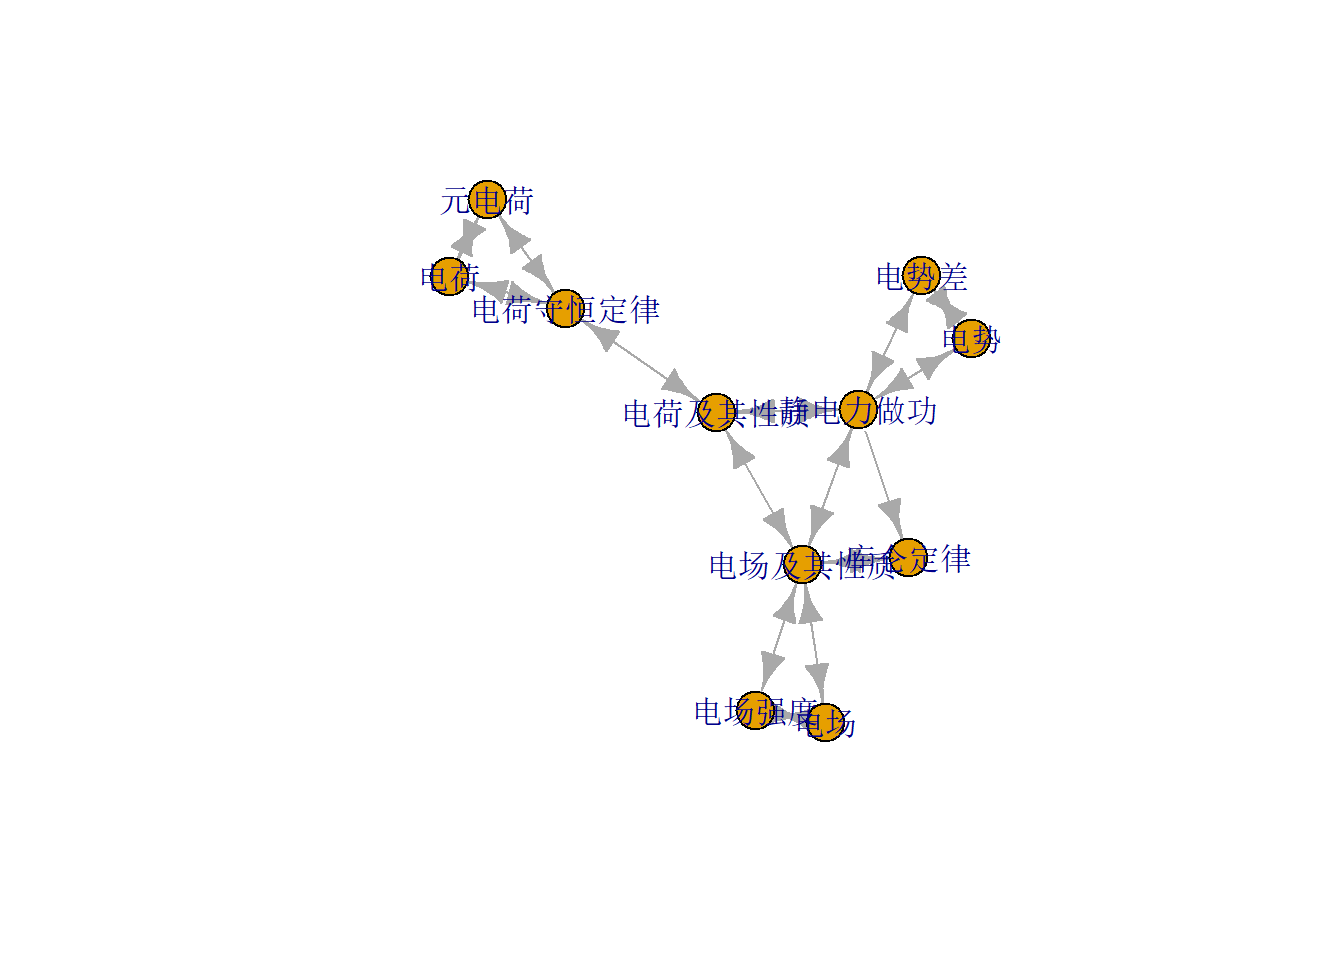 元电荷
电势差
电荷
电荷守恒定律
电势
电荷及其性质
静电力做功
电场及其性质
库仑定律
电场强度
电场